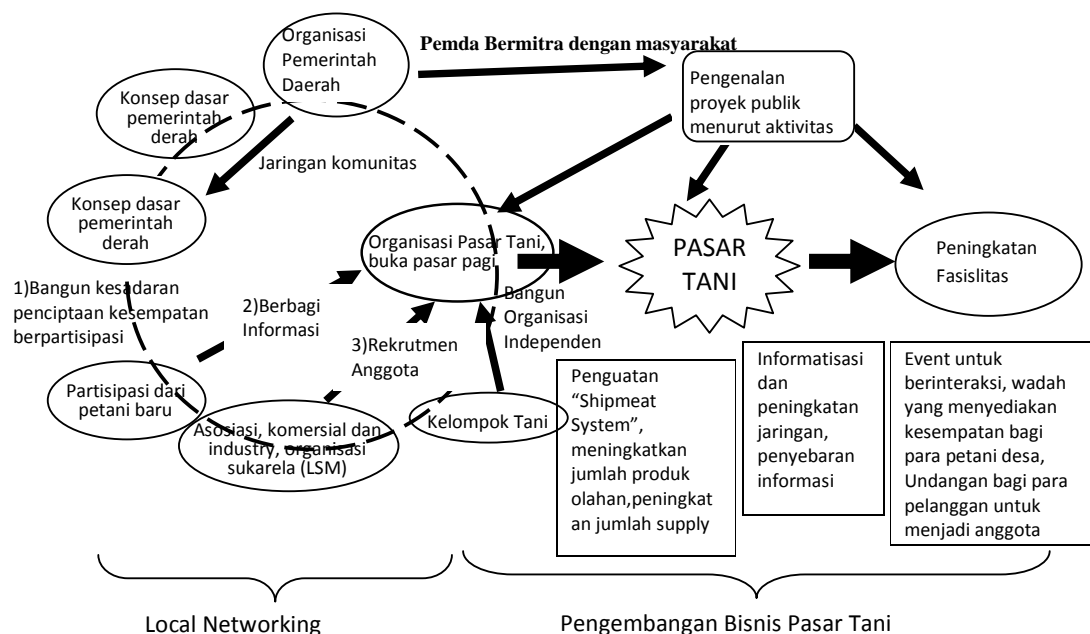 Organisasi
Pemerintah
Daerah
Pemda Bermitra dengan masyarakat
Pengenalan
proyek publik
menurut aktivitas
Konsep dasar
pemerintah
derah
Jaringan komunitas
Konsep dasar
pemerintah
derah
Organisasi Pasar Tani,
buka pasar pagi
PASAR
TANI
Peningkatan
Fasislitas
1)Bangun kesadaran
penciptaan kesempatan
berpartisipasi
2)Berbagi
Informasi
Bangun
Organisasi
Independen
3)Rekrutmen
Anggota
Partisipasi dari
petani baru
Asosiasi, komersial dan
industry, organisasi
sukarela (LSM)
Kelompok Tani
Penguatan
“Shipmeat
System”,
meningkatkan
jumlah produk
olahan,peningkat
an jumlah supply
Informatisasi
dan
peningkatan
jaringan,
penyebaran
informasi
Event untuk
berinteraksi, wadah
yang menyediakan
kesempatan bagi
para petani desa,
Undangan bagi para
pelanggan untuk
menjadi anggota
Local Networking
Pengembangan Bisnis Pasar Tani